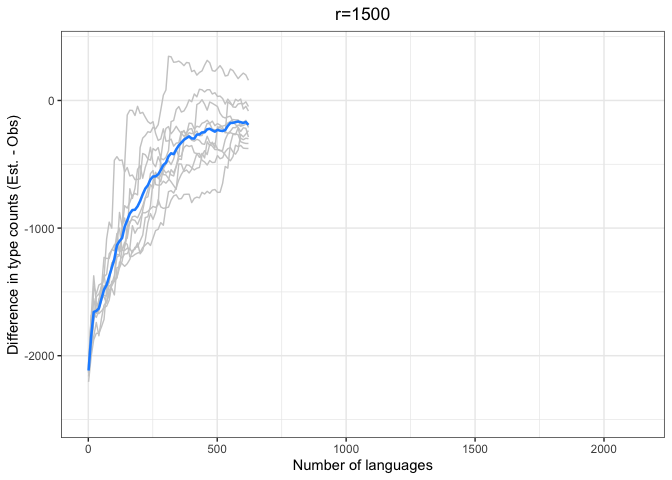 r=1500
Difference in type counts (Est. - Obs)
0
-1000
-2000
0
500
1000
1500
2000
Number of languages